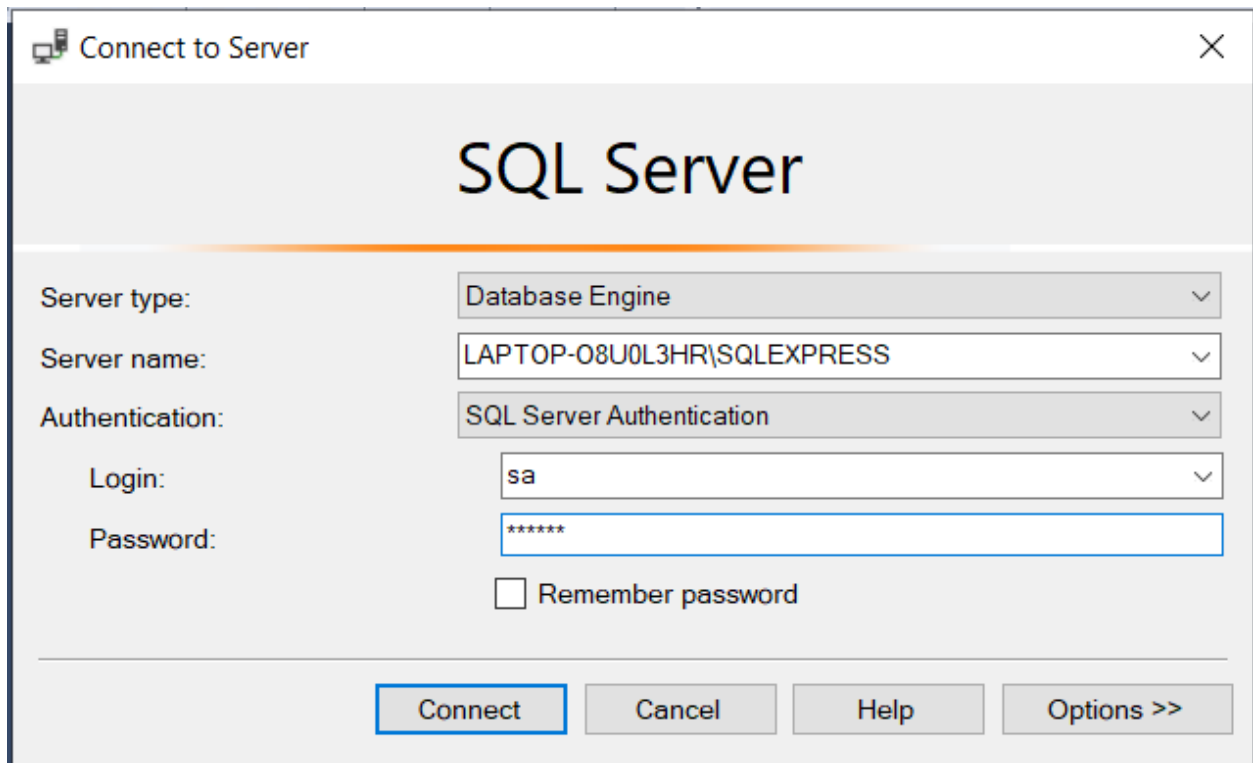 Connect to Server
SQL Server
Server type: Database Engine
Server name: LAPTOP-O8U0L3HR\SQLEXPRESS
Authentication: SQL Server Authentication
Login: sa
Password: ******
Remember password
Connect Cancel Help Options >>